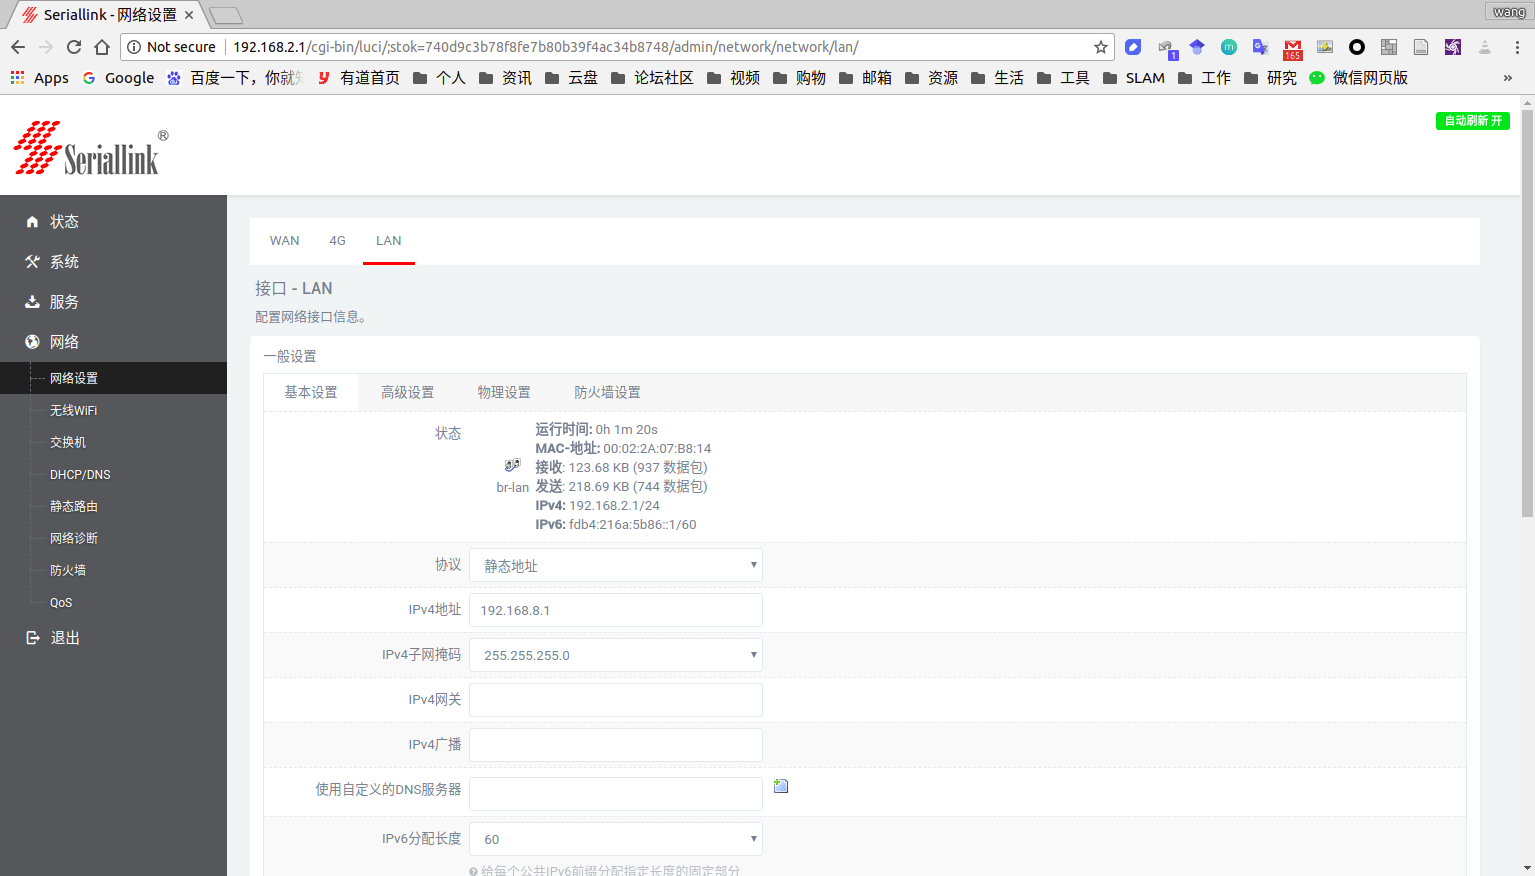 Seriallink - 网络设置
wang
Not secure
192.168.2.1/cgi-bin/luci/;stok=740d9c3b78f8fe7b80b39f4ac34b8748/admin/network/network/lan/
1
165
Apps
Google
百度一下，你就知
有道首页
个人
资讯
云盘
论坛社区
视频
购物
邮箱
资源
生活
工具
SLAM
工作
研究
微信网页版
»
Seriallink®
自动刷新 开
状态
系统
服务
网络
网络设置
无线WiFi
交换机
DHCP/DNS
静态路由
网络诊断
防火墙
QoS
退出
WAN
4G
LAN
接口 - LAN
配置网络接口信息。
一般设置
基本设置
高级设置
物理设置
防火墙设置
状态
br-lan
运行时间: 0h 1m 20s
MAC-地址: 00:02:2A:07:B8:14
接收: 123.68 KB (937 数据包)
发送: 218.69 KB (744 数据包)
IPv4: 192.168.2.1/24
IPv6: fdb4:216a:5b86::1/60
协议
静态地址
IPv4地址
192.168.8.1
IPv4子网掩码
255.255.255.0
IPv4网关
IPv4广播
使用自定义的DNS服务器
IPv6分配长度
60
给每个公共IPv6前缀分配指定长度的固定部分